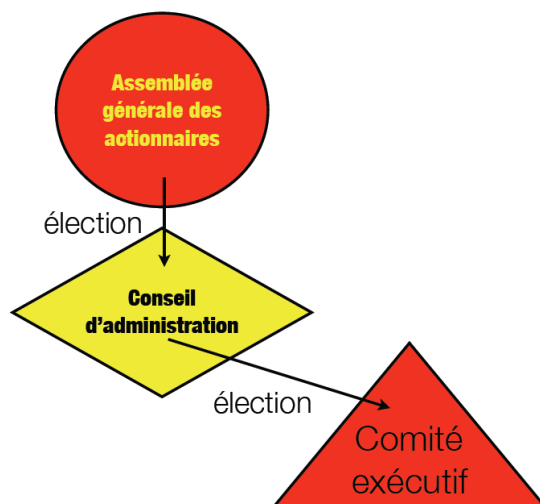 Assemblée
générale des
actionnaires
élection
Conseil
d'administration
élection
Comité
exécutif